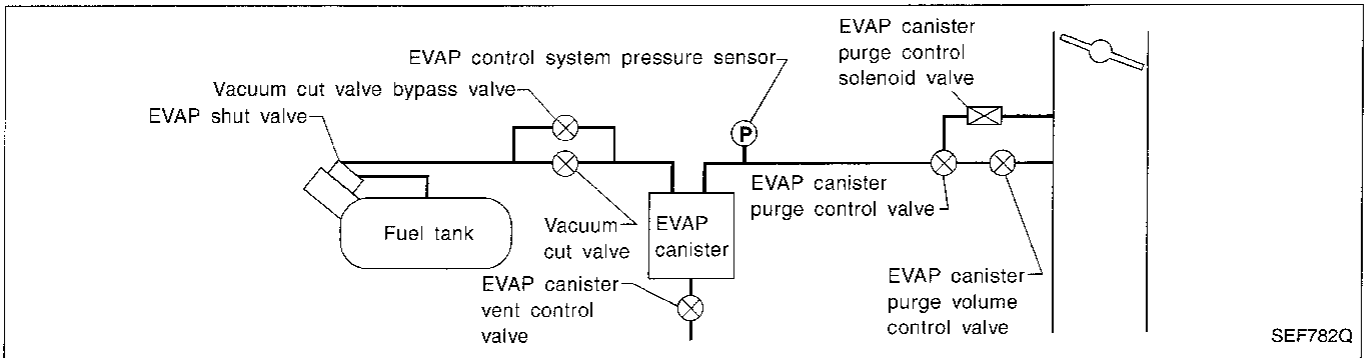 EVAP canister
purge control
solenoid valve
EVAP control system pressure sensor
Vacuum cut valve bypass valve
EVAP shut valve
P
EVAP canister
purge control valve
Fuel tank
Vacuum
cut valve
EVAP
canister
EVAP canister
vent control
valve
EVAP canister
purge volume
control valve
SEF782Q